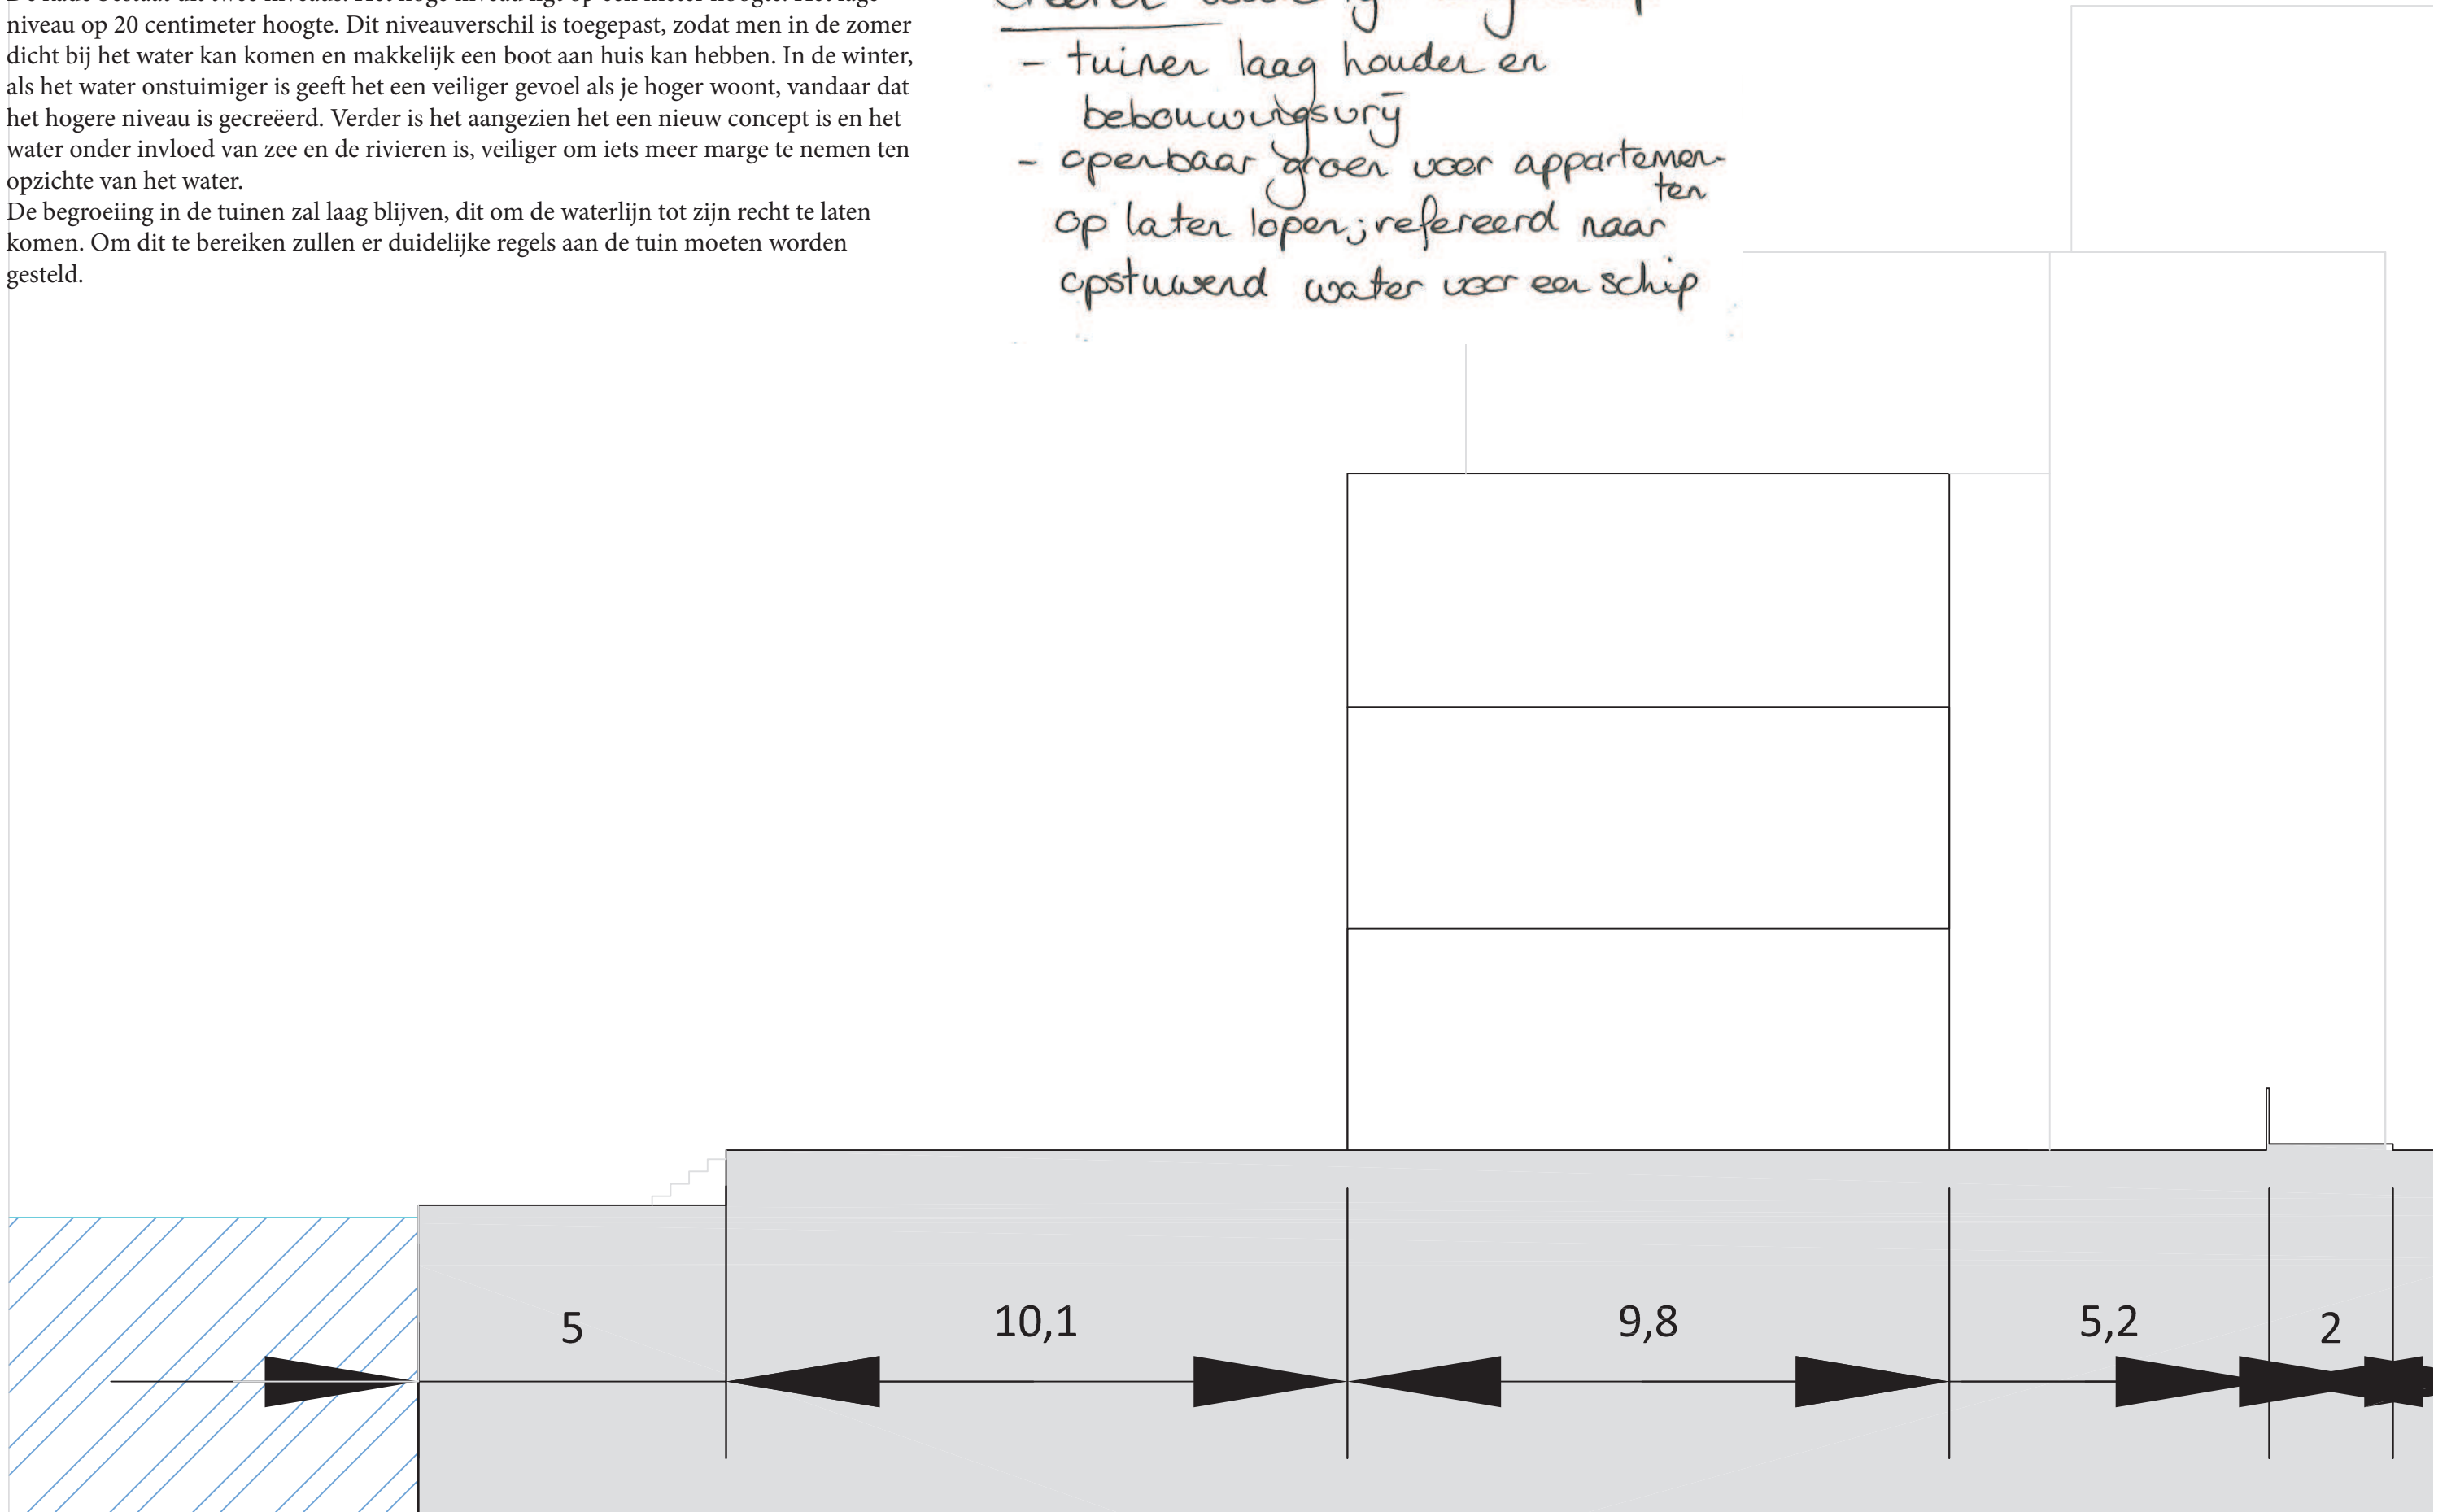 niveau op 20 centimeter hoogte. Dit niveauverschil is toegepast, zodat men in de zomer
dicht bij het water kan komen en makkelijk een boot aan huis kan hebben. In de winter,
als het water onstuimiger is geeft het een veiliger gevoel als je hoger woont, vandaar dat
het hogere niveau is gecreëerd. Verder is het aangezien het een nieuw concept is en het
water onder invloed van zee en de rivieren is, veiliger om iets meer marge te nemen ten
opzichte van het water.
De begroeiing in de tuinen zal laag blijven, dit om de waterlijn tot zijn recht te laten
komen. Om dit te bereiken zullen er duidelijke regels aan de tuin moeten worden
gesteld.
- tuinen laag houden en
bebouwingsvrij
- openbaar groen voor appartemen-
ten
op laten lopen; refereerd naar
opstuwend water voor een schip
5
10,1
9,8
5,2
2